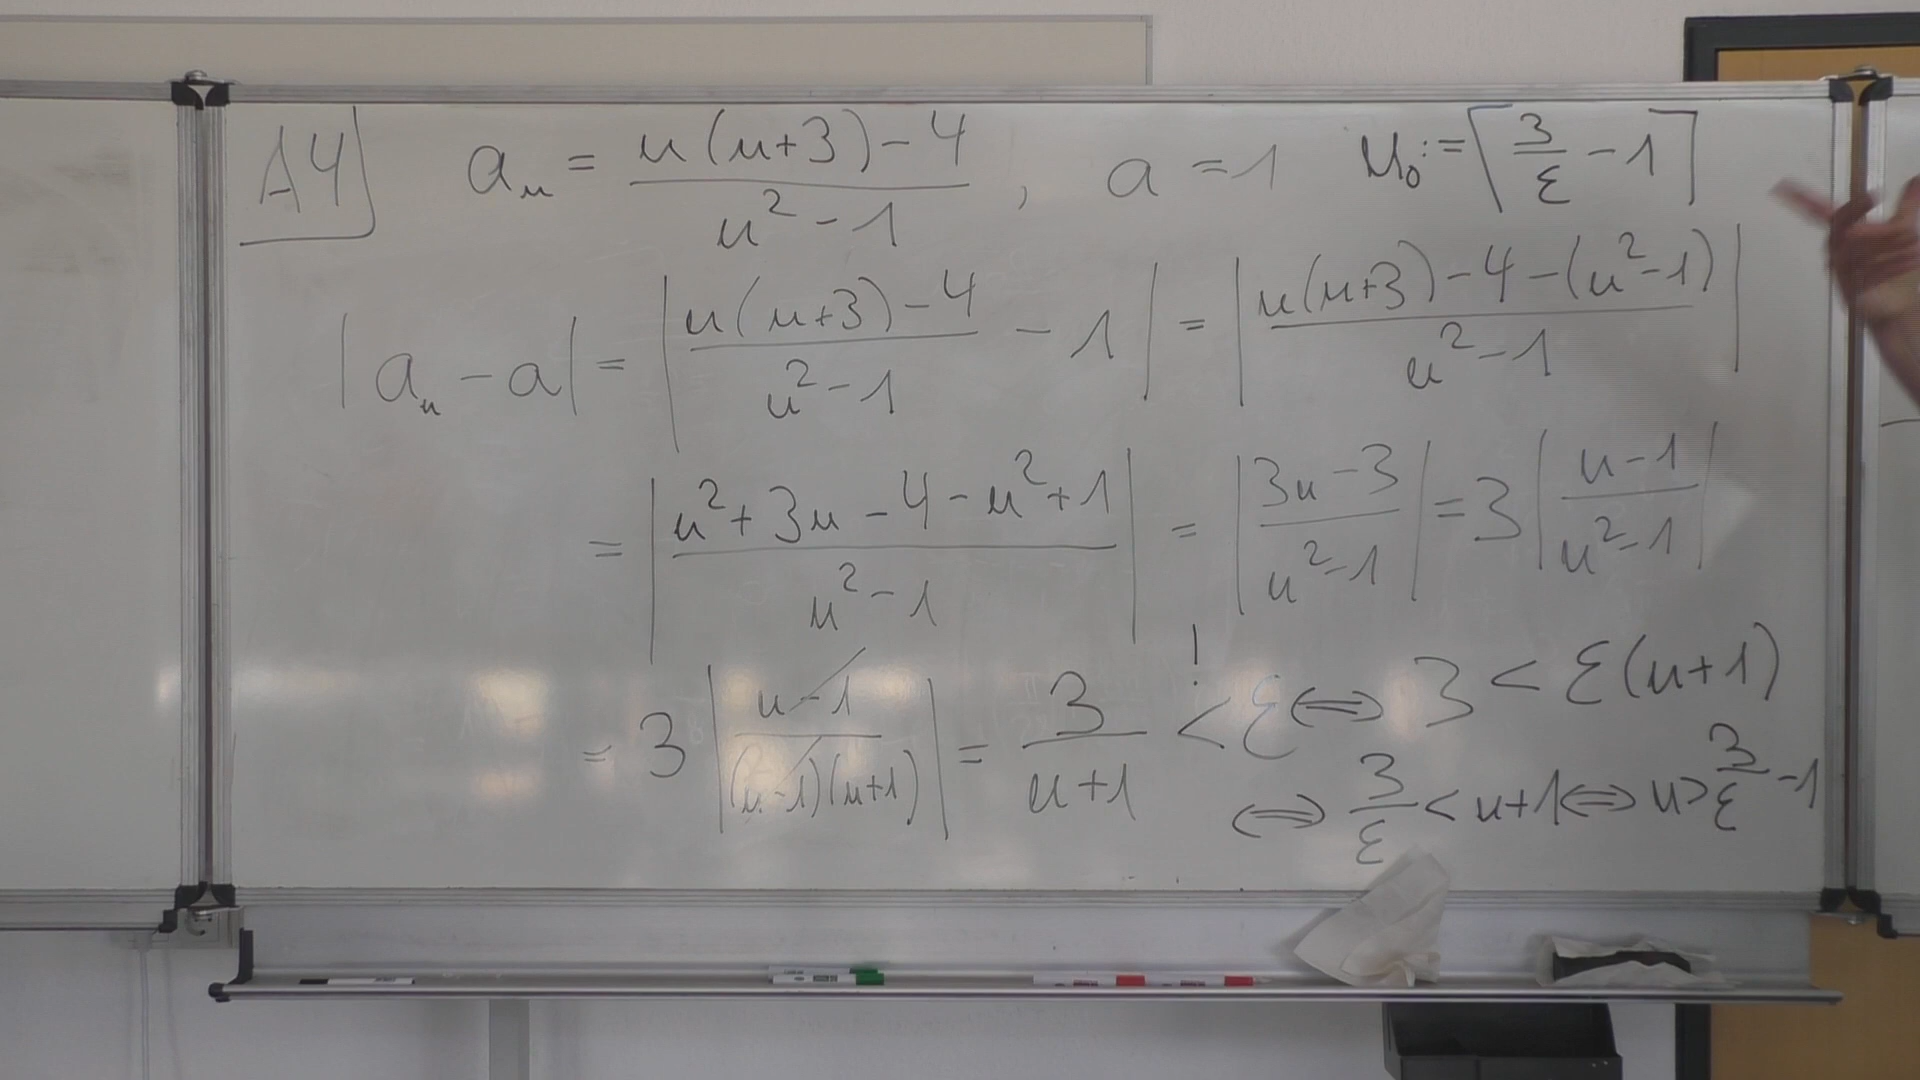 A4] a_n = (n(n+3)-4)/(n²-1) , a = 1 n₀ := ⌈3/ε - 1⌉
|a_n - a| = |(n(n+3)-4)/(n²-1) - 1| = |(n(n+3)-4-(n²-1))/(n²-1)|
= |(n²+3n-4-n²+1)/(n²-1)| = |(3n-3)/(n²-1)| = 3|(n-1)/(n²-1)|
= 3|(n-1)/((n-1)(n+1))| = 3/(n+1) <! ε ⇔ 3 < ε(n+1)
⇔ 3/ε < n+1 ⇔ n > 3/ε - 1